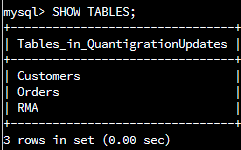 mysql> SHOW TABLES;
+-------------------------------+
| Tables_in_QuantigrationUpdates |
+-------------------------------+
| Customers
| Orders
| RMA
+-------------------------------+
3 rows in set (0.00 sec)